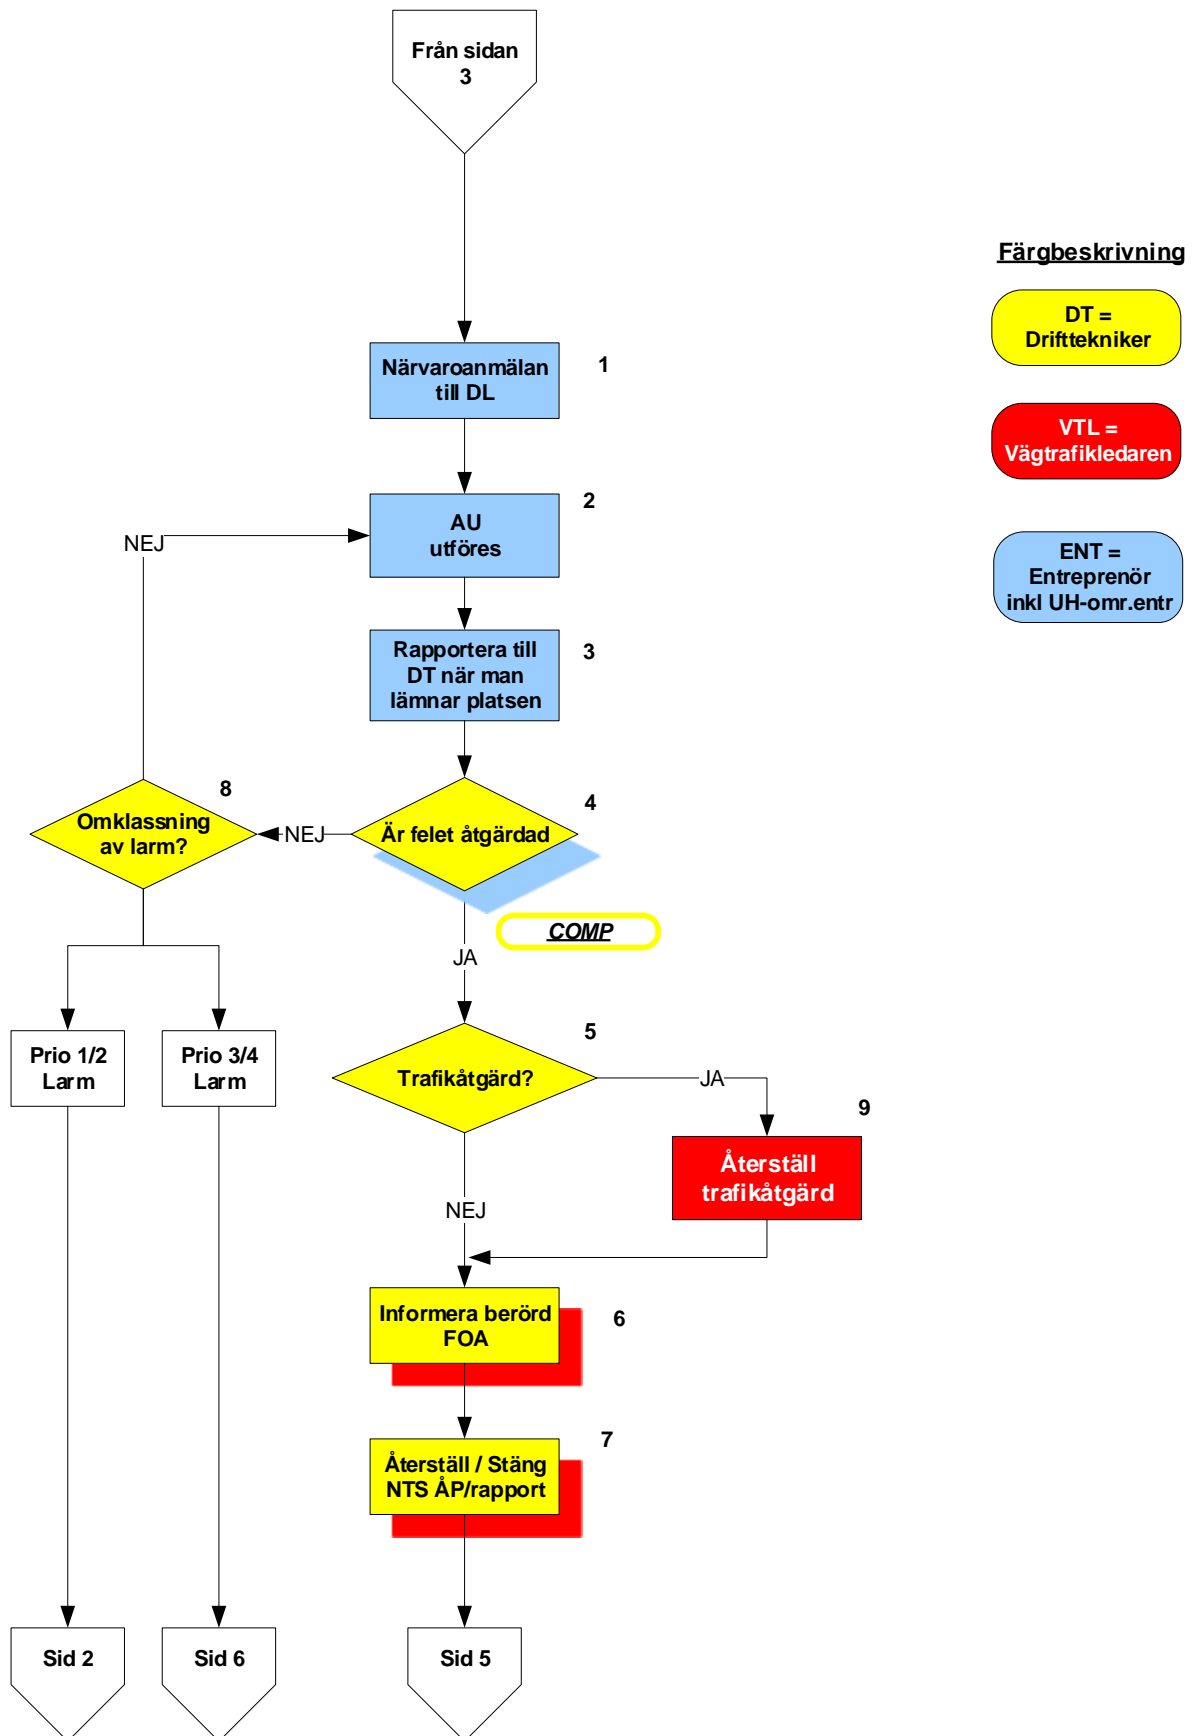 Från sidan
3
Färgbeskrivning
DT =
Drifttekniker
VTL =
Vägtrafikledaren
ENT =
Entreprenör
inkl UH-omr.entr
Närvaroanmälan
till DL
1
AU
utföres
2
NEJ
Rapportera till
DT när man
lämnar platsen
3
Omklassning
av larm?
8
NEJ
Är felet åtgärdad
4
COMP
JA
Prio 1/2
Larm
Prio 3/4
Larm
Trafikåtgärd?
5
JA
9
Återställ
trafikåtgärd
NEJ
Informera berörd
FOA
6
Återställ / Stäng
NTS ÅP/rapport
7
Sid 2
Sid 6
Sid 5